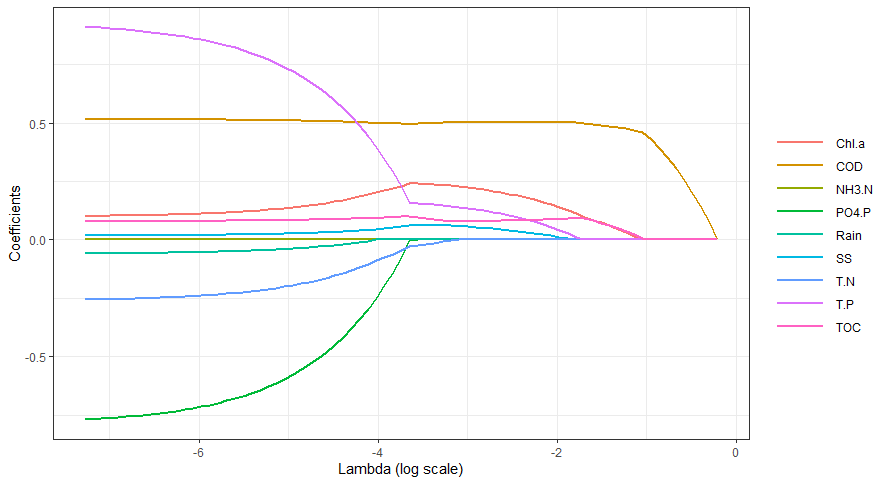 0.5
0.0
-0.5
Coefficients
-6
-4
-2
0
Lambda (log scale)
Chl.a
COD
NH3.N
PO4.P
Rain
SS
T.N
T.P
TOC